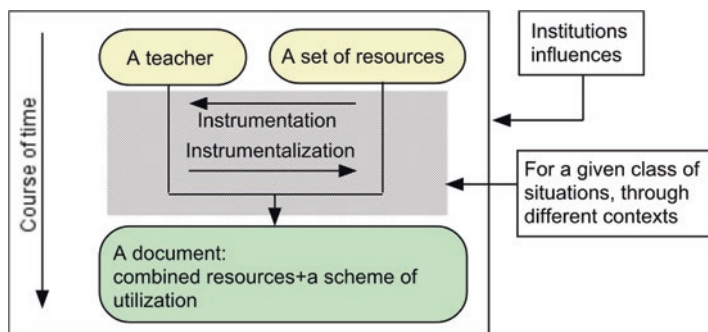 A teacher
A set of resources
Institutions
influences
Instrumentation
Instrumentalization
Course of time
For a given class of
situations, through
different contexts
A document:
combined resources+a scheme of
utilization